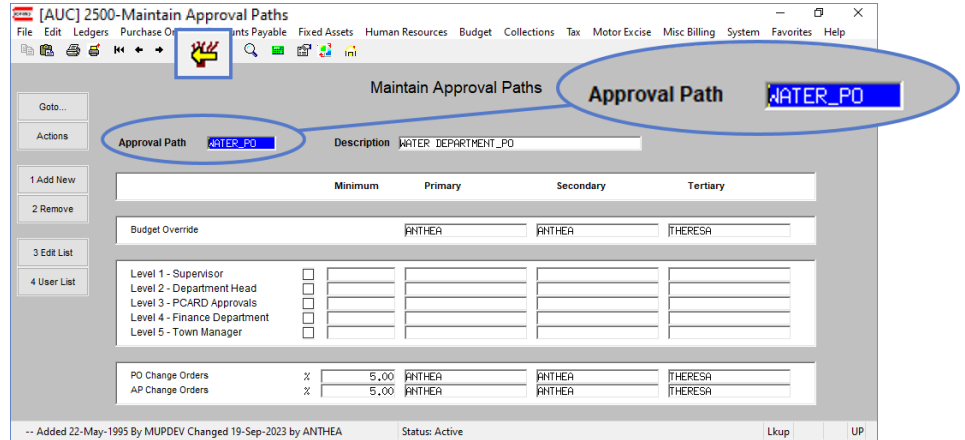 [AUC] 2500-Maintain Approval Paths
File Edit Ledgers Purchase Or nts Payable Fixed Assets Human Resources Budget Collections Tax Motor Excise Misc Billing System Favorites Help
Maintain Approval Paths
Approval Path WATER_PO
Goto...
Actions
Approval Path WATER_PO Description WATER DEPARTMENT_PO
1 Add New
2 Remove
3 Edit List
4 User List
Minimum Primary Secondary Tertiary
Budget Override ANTHEA ANTHEA THERESA
Level 1 - Supervisor
Level 2 - Department Head
Level 3 - PCARD Approvals
Level 4 - Finance Department
Level 5 - Town Manager
PO Change Orders % 5.00 ANTHEA ANTHEA THERESA
AP Change Orders % 5.00 ANTHEA ANTHEA THERESA
-- Added 22-May-1995 By MUPDEV Changed 19-Sep-2023 by ANTHEA Status: Active Lkup UP